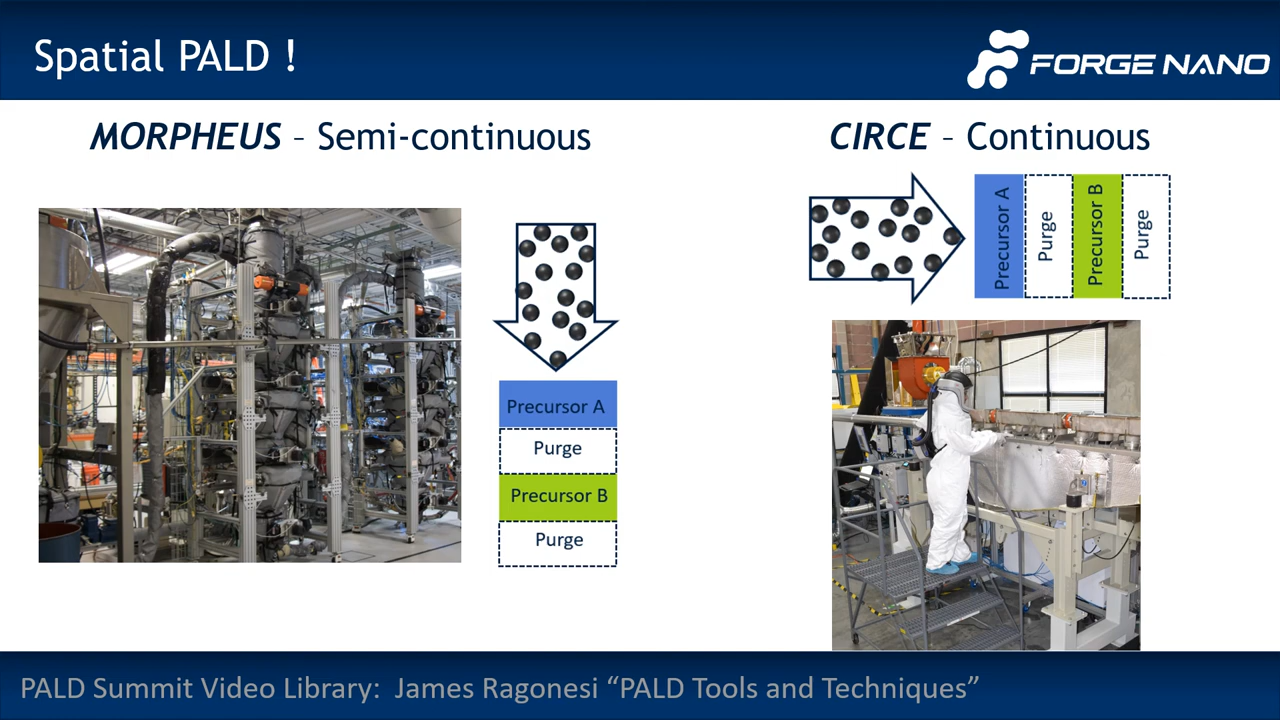 Spatial PALD !
FORGE NANO
MORPHEUS – Semi-continuous
Precursor A
Purge
Precursor B
Purge
CIRCE – Continuous
Precursor A
Purge
Precursor B
Purge
PALD Summit Video Library: James Ragonesi “PALD Tools and Techniques”